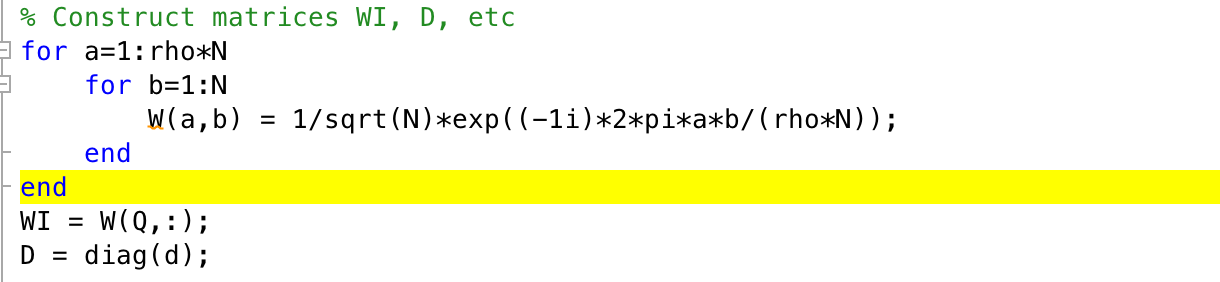 % Construct matrices WI, D, etc
for a=1:rho*N
    for b=1:N
        W(a,b) = 1/sqrt(N)*exp((-1i)*2*pi*a*b/(rho*N));
    end
end
WI = W(Q,:);
D = diag(d);